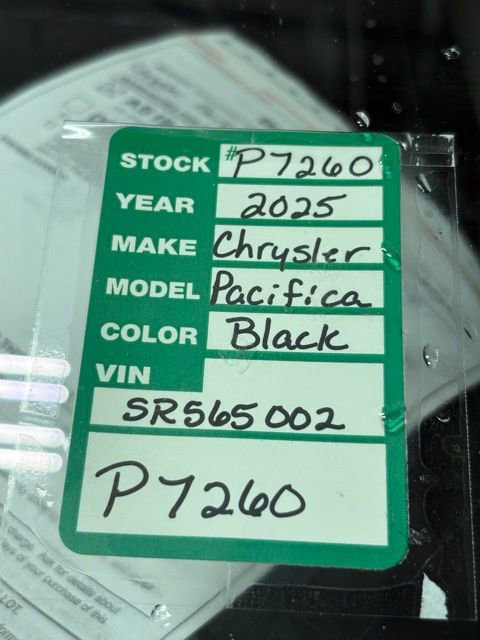 STOCK #P7260
YEAR 2025
MAKE Chrysler
MODEL Pacifica
COLOR Black
VIN
SR565002
P7260